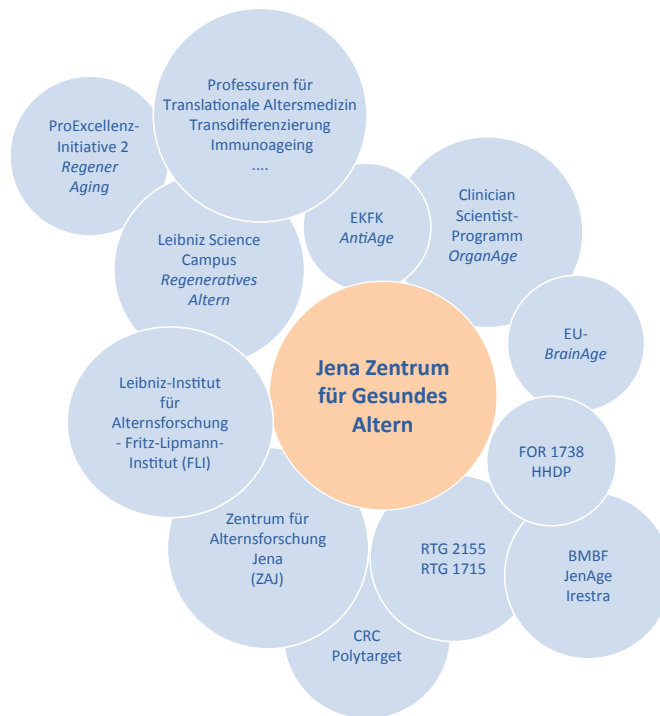 Professuren für
Translationale Altersmedizin
Transdifferenzierung
Immunoageing
....
ProExcellenz-
Initiative 2
Regener
Aging
Leibniz Science
Campus
Regeneratives
Altern
EKFK
AntiAge
Clinician
Scientist-
Programm
OrganAge
EU-
BrainAge
Jena Zentrum
für Gesundes
Altern
Leibniz-Institut
für
Alternsforschung
- Fritz-Lipmann-
Institut (FLI)
FOR 1738
HHDP
Zentrum für
Alternsforschung
Jena
(ZAJ)
RTG 2155
RTG 1715
BMBF
JenAge
Irestra
CRC
Polytarget